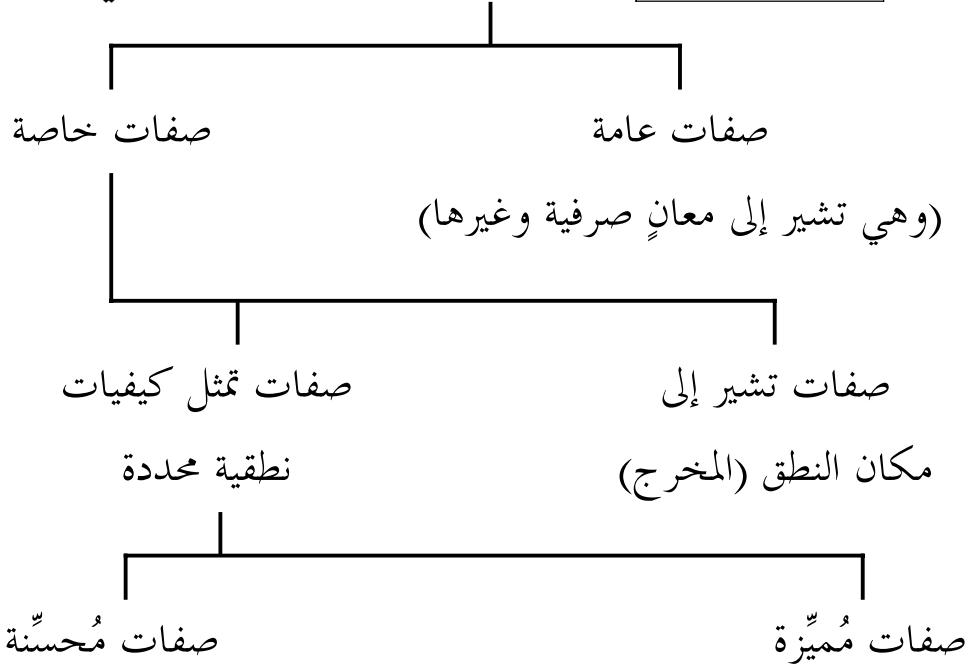 صفات عامة
صفات خاصة
(وهي تشير إلى معانٍ صرفية وغيرها)
صفات تشير إلى
مكان النطق (المخرج)
صفات تمثل كيفيات
نطقية محددة
صفات مُميِّزة
صفات مُحسِّنة